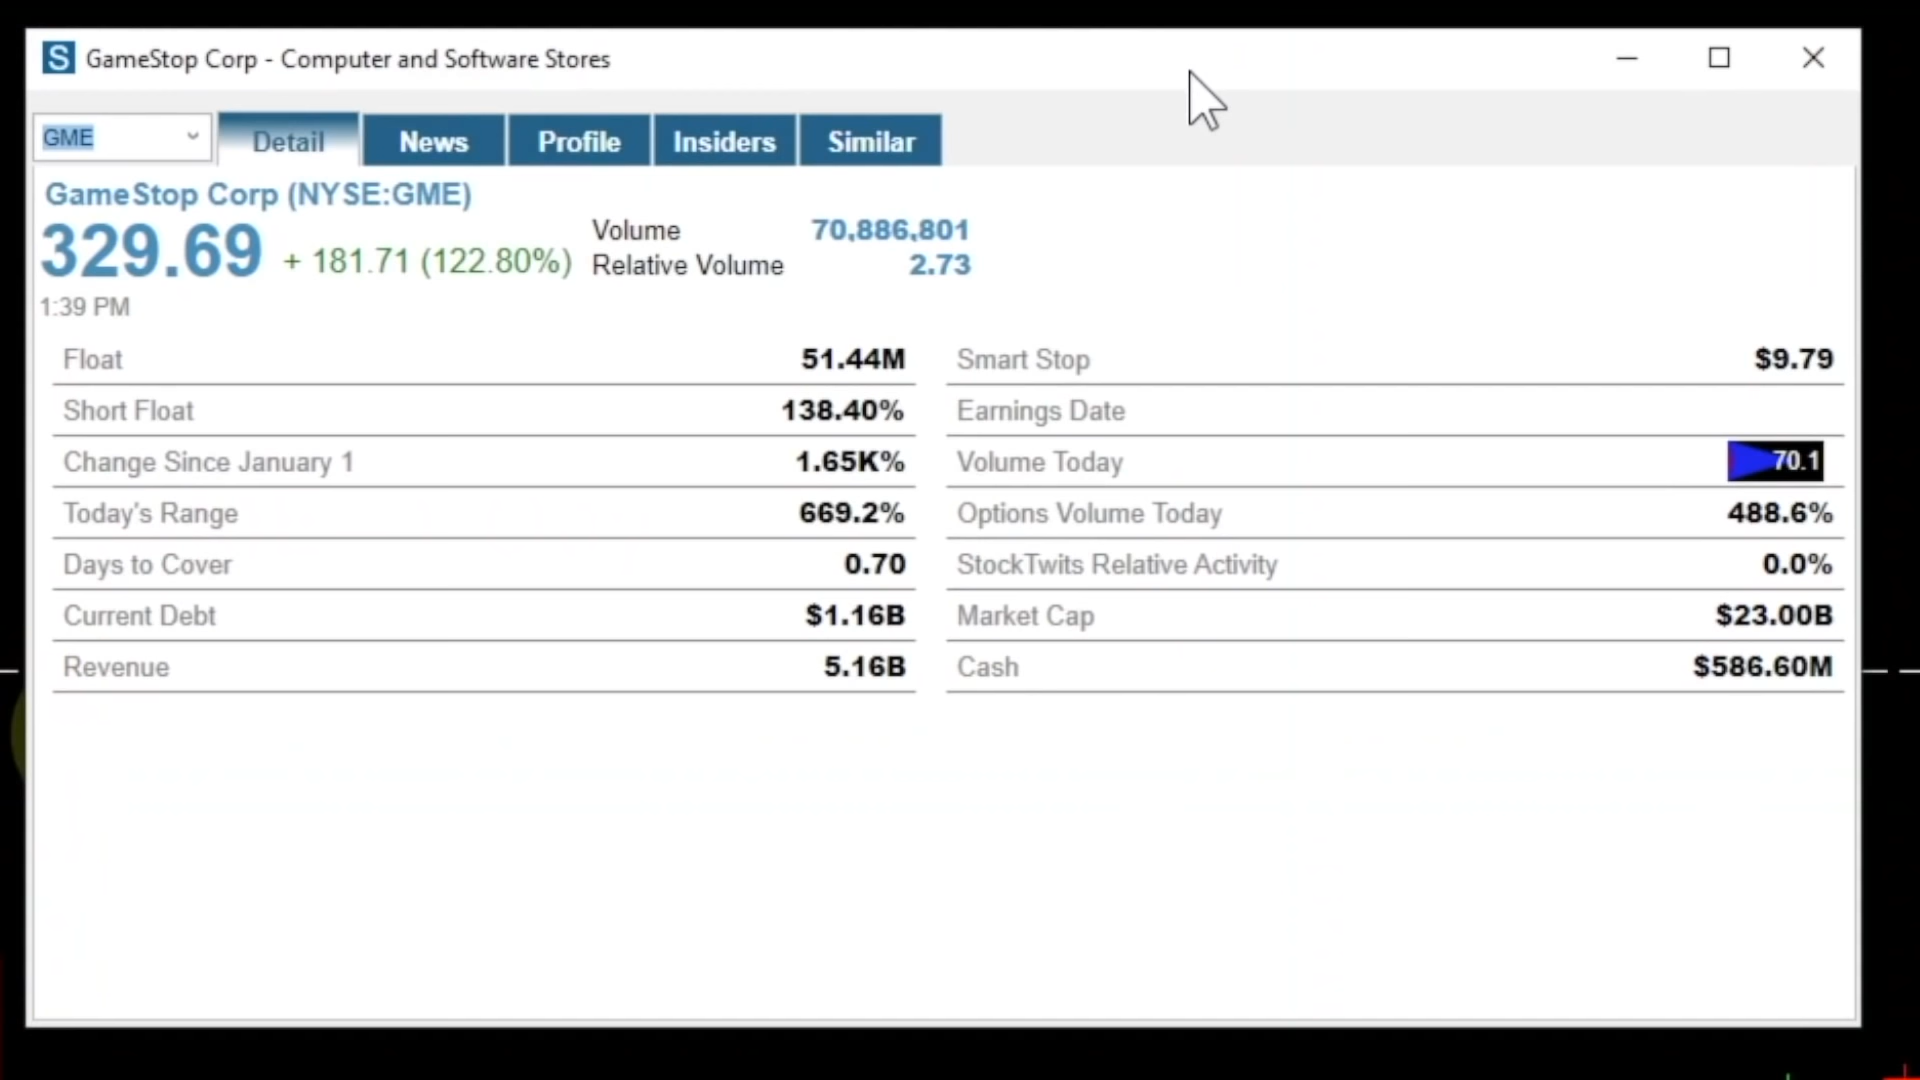 S GameStop Corp - Computer and Software Stores
GME Detail News Profile Insiders Similar
GameStop Corp (NYSE:GME)
329.69 + 181.71 (122.80%)
1:39 PM
Volume 70,886,801
Relative Volume 2.73
Float 51.44M
Short Float 138.40%
Change Since January 1 1.65K%
Today's Range 669.2%
Days to Cover 0.70
Current Debt $1.16B
Revenue 5.16B
Smart Stop $9.79
Earnings Date
Volume Today 70.1
Options Volume Today 488.6%
StockTwits Relative Activity 0.0%
Market Cap $23.00B
Cash $586.60M